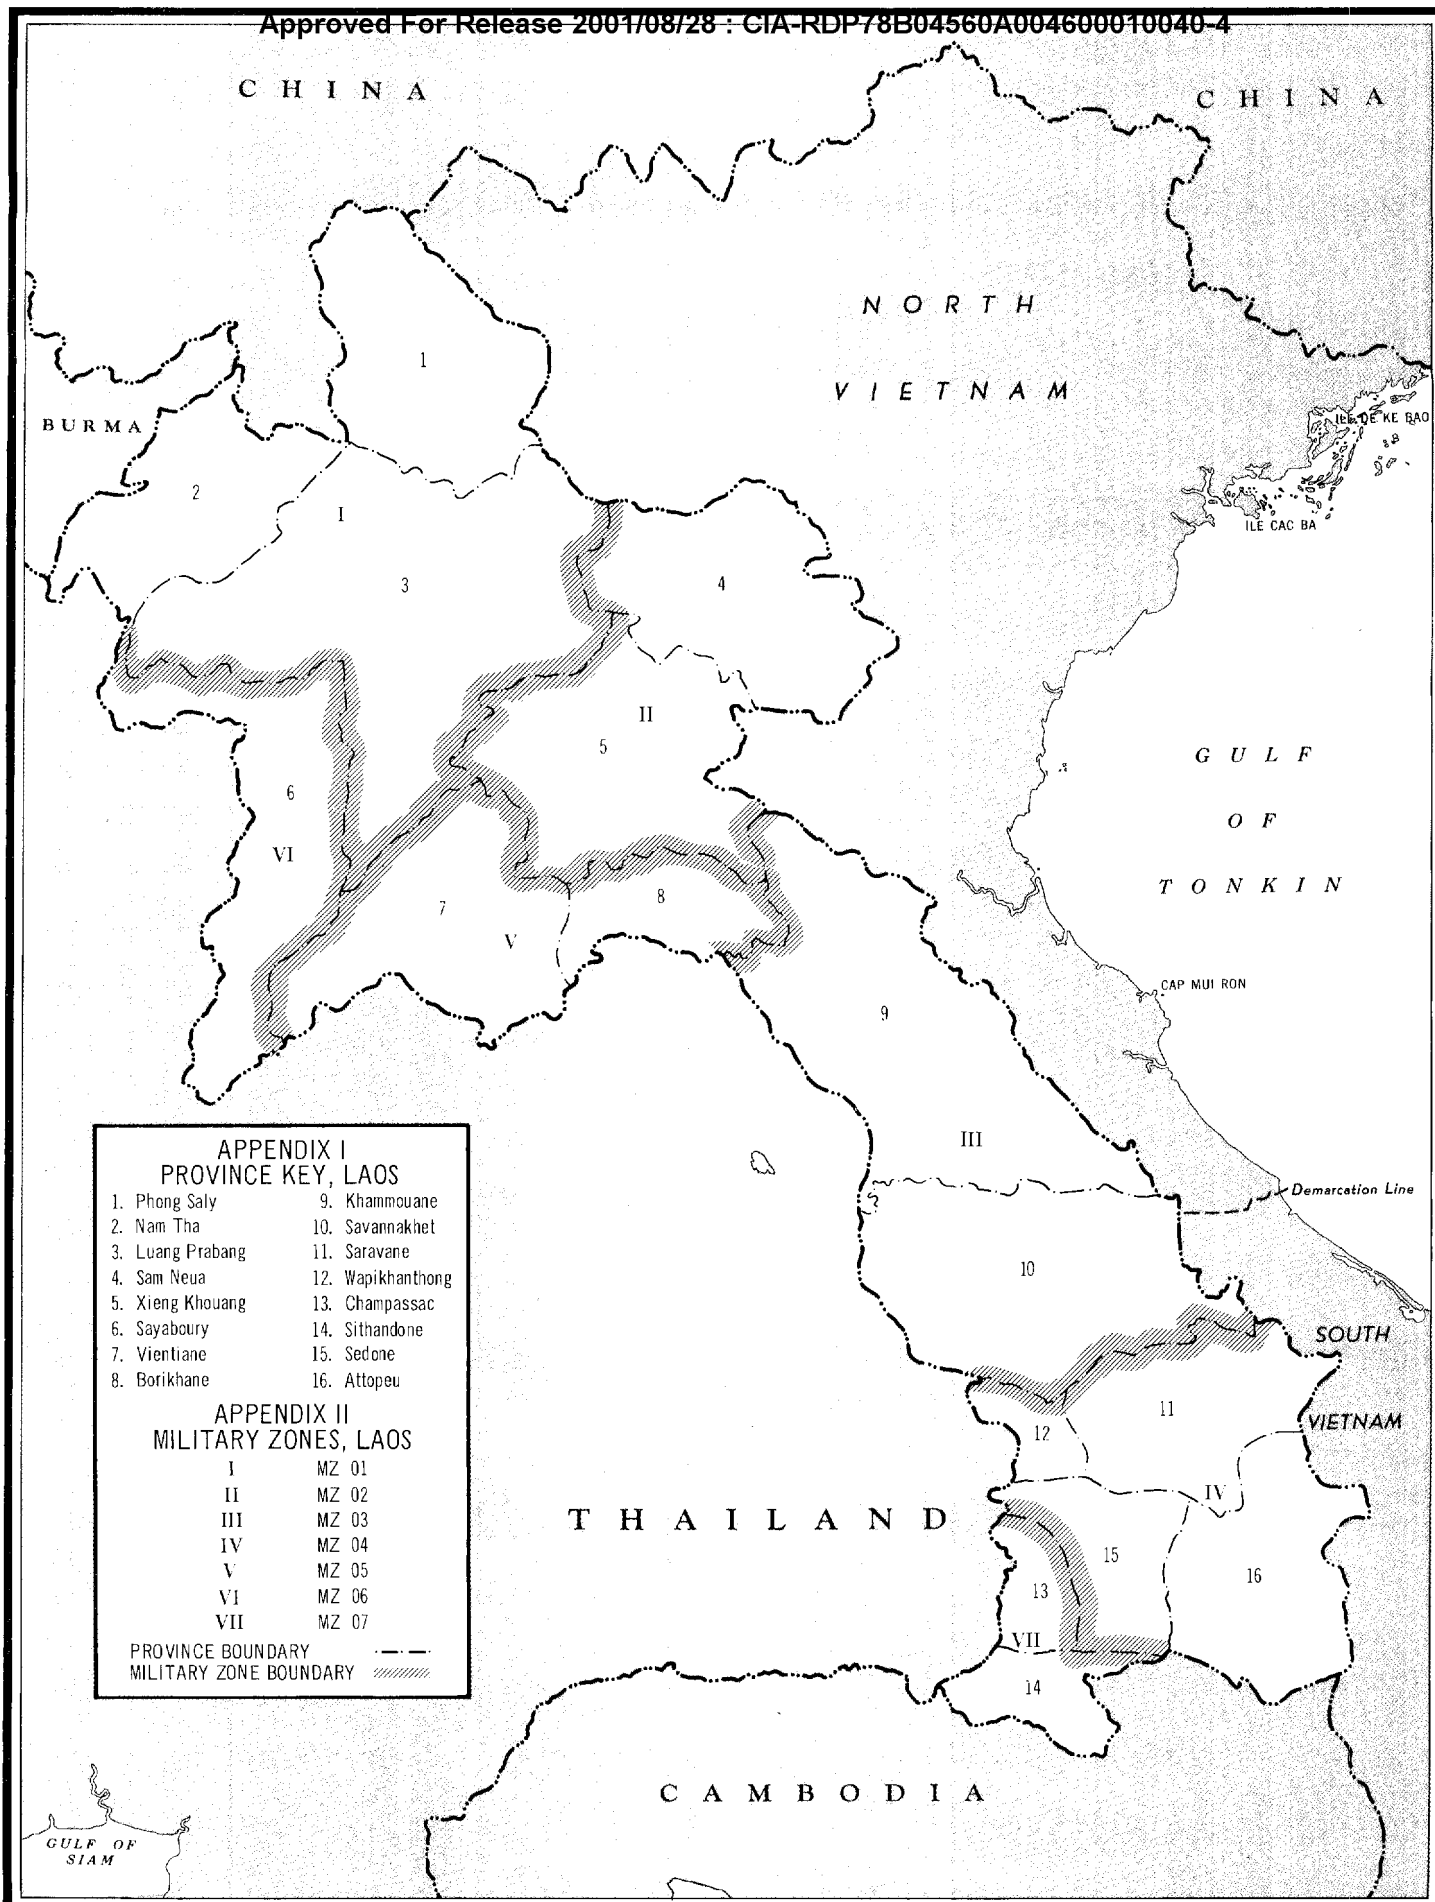 Approved For Release 2001/08/28 : CIA-RDP78B04560A004600010040-4
CHINA
CHINA
NORTH
VIETNAM
1
BURMA
ILE DE KE BAO
2
I
ILE CAC BA
3
4
II
5
GULF
OF
TONKIN
6
VI
7
8
V
CAP MUI RON
9
III
Demarcation Line
10
SOUTH
VIETNAM
11
12
IV
THAILAND
15
13
16
VII
14
CAMBODIA
GULF OF
SIAM
APPENDIX I
PROVINCE KEY, LAOS
1. Phong Saly 9. Khammouane
2. Nam Tha 10. Savannakhet
3. Luang Prabang 11. Saravane
4. Sam Neua 12. Wapikhanthong
5. Xieng Khouang 13. Champassac
6. Sayaboury 14. Sithandone
7. Vientiane 15. Sedone
8. Borikhane 16. Attopeu
APPENDIX II
MILITARY ZONES, LAOS
I MZ 01
II MZ 02
III MZ 03
IV MZ 04
V MZ 05
VI MZ 06
VII MZ 07
PROVINCE BOUNDARY
MILITARY ZONE BOUNDARY